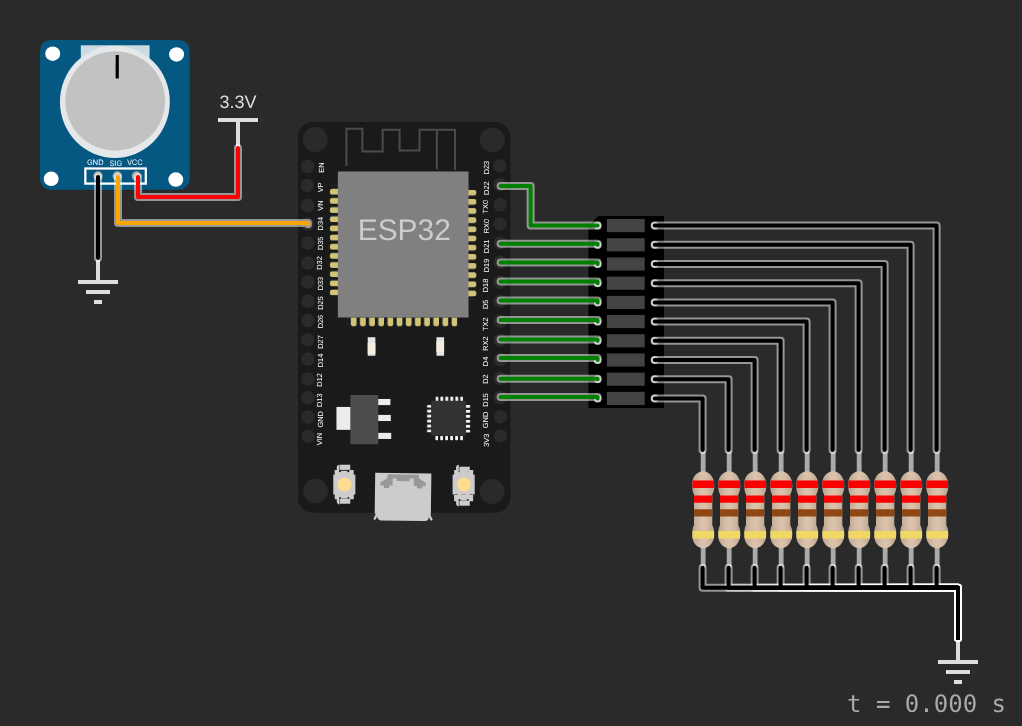 3.3V
GND SIG VCC
EN
VP
VN
D34
D35
D32
D33
D25
D26
D27
D14
D12
D13
GND
VIN
ESP32
D23
D22
TX0
RX0
D21
D19
D18
D5
TX2
RX2
D4
D2
D15
GND
3V3
t = 0.000 s